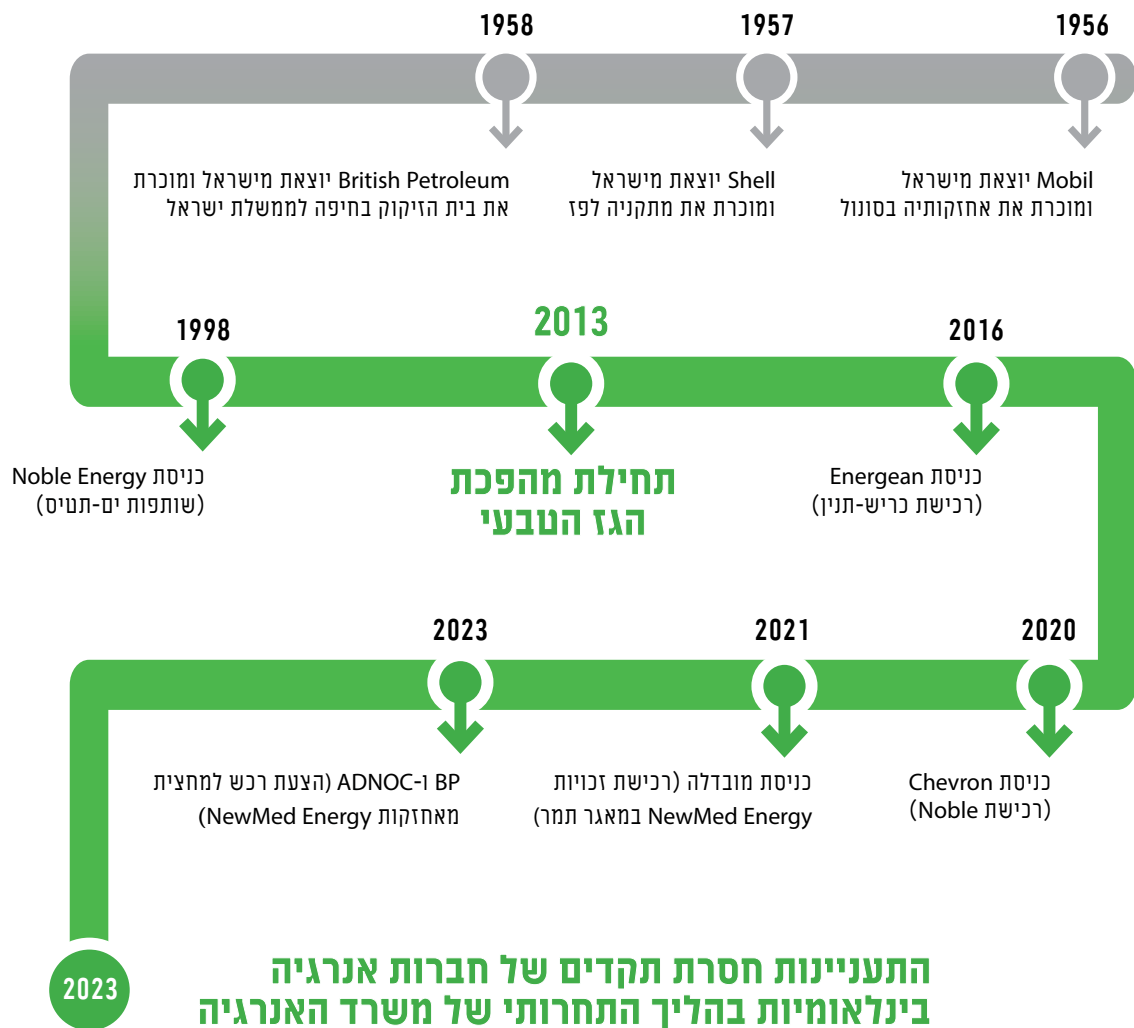 1956
Mobil יוצאת מישראל
ומוכרת את אחזקותיה בסונול
1957
Shell יוצאת מישראל
ומוכרת את מתקניה לפז
1958
British Petroleum יוצאת מישראל ומוכרת
את בית הזיקוק בחיפה לממשלת ישראל
1998
כניסת Noble Energy
(שותפות ים-תטיס)
2013
תחילת מהפכת
הגז הטבעי
2016
כניסת Energean
(רכישת כריש-תנין)
2020
כניסת Chevron
(רכישת Noble)
2021
כניסת מובדלה (רכישת זכויות
NewMed Energy במאגר תמר)
2023
BP ו-ADNOC (הצעת רכש למחצית
מאחזקות NewMed Energy)
2023
התעניינות חסרת תקדים של חברות אנרגיה
בינלאומיות בהליך התחרותי של משרד האנרגיה